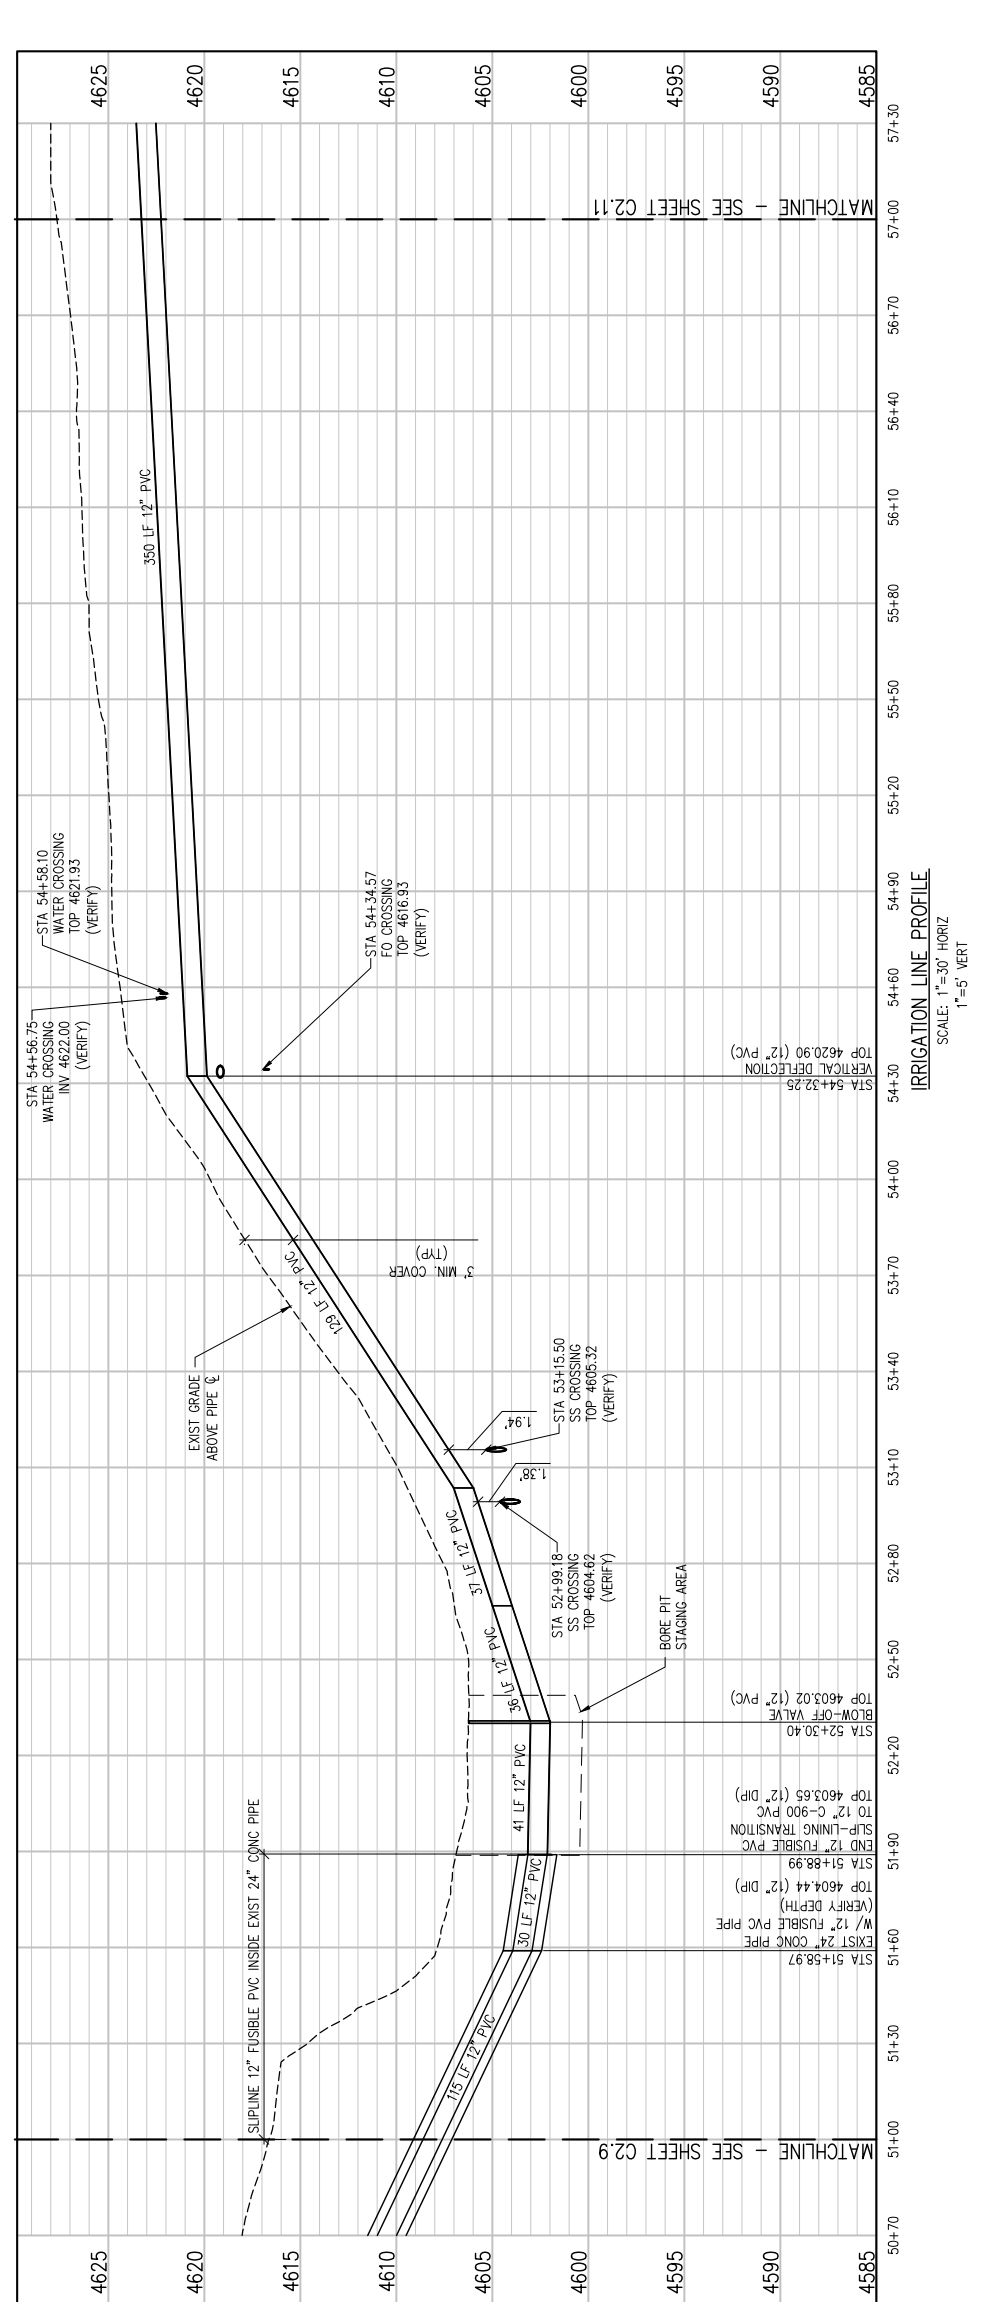 4625
4620
4615
4610
4605
4600
4595
4590
4585
4625
4620
4615
4610
4605
4600
4595
4590
4585
50+70
51+00
51+30
51+60
51+90
52+20
52+50
52+80
53+10
53+40
53+70
54+00
54+30
54+60
54+90
55+20
55+50
55+80
56+10
56+40
56+70
57+00
57+30
MATCHLINE - SEE SHEET C2.9
MATCHLINE - SEE SHEET C2.11
SLIPLINE 12" FUSIBLE PVC INSIDE EXIST 24" CONC PIPE
115 LF 12" PVC
30 LF 12" PVC
41 LF 12" PVC
36 LF 12" PVC
37 LF 12" PVC
129 LF 12" PVC
350 LF 12" PVC
STA 51+58.97
EXIST 24" CONC PIPE
W/ 12" FUSIBLE PVC PIPE
(VERIFY DEPTH)
TOP 4604.44 (12" DIP)
STA 51+88.99
END 12" FUSIBLE PVC
SLIP-LINING TRANSITION
TO 12" C-900 PVC
TOP 4603.65 (12" DIP)
STA 52+30.40
BLOW-OFF VALVE
TOP 4603.02 (12" PVC)
BORE PIT
STAGING AREA
STA 52+99.18
SS CROSSING
TOP 4604.62
(VERIFY)
1.38'
STA 53+15.50
SS CROSSING
TOP 4605.32
(VERIFY)
1.94'
EXIST GRADE
ABOVE PIPE ℄
3' MIN. COVER
(TYP)
STA 54+32.25
VERTICAL DEFLECTION
TOP 4620.90 (12" PVC)
STA 54+34.57
FO CROSSING
TOP 4616.93
(VERIFY)
STA 54+56.75
WATER CROSSING
INV 4622.00
(VERIFY)
STA 54+58.10
WATER CROSSING
TOP 4621.93
(VERIFY)
IRRIGATION LINE PROFILE
SCALE: 1"=30' HORIZ
1"=5' VERT